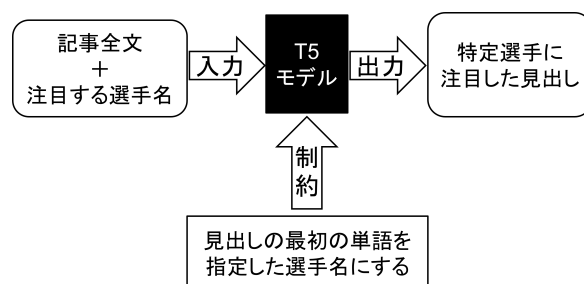 記事全文
+
注目する選手名
入力
T5
モデル
出力
特定選手に
注目した見出し
制約
見出しの最初の単語を
指定した選手名にする